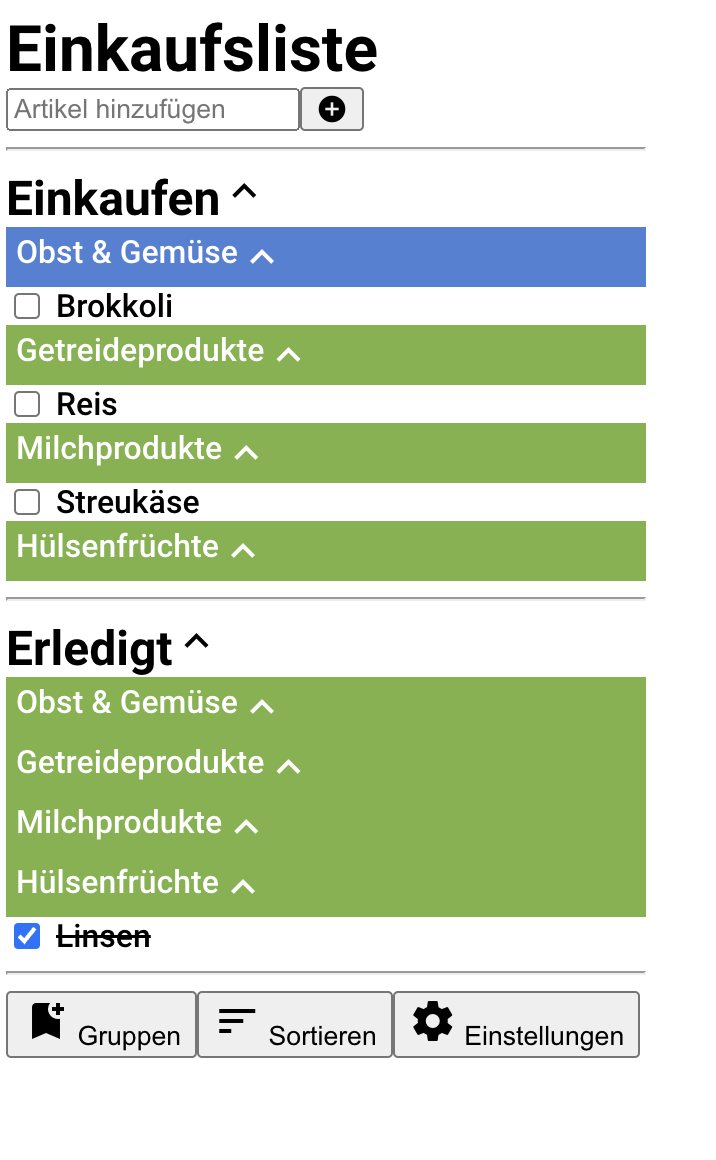 Einkaufsliste
Artikel hinzufügen
Einkaufen
Obst & Gemüse
Brokkoli
Getreideprodukte
Reis
Milchprodukte
Streukäse
Hülsenfrüchte
Erledigt
Obst & Gemüse
Getreideprodukte
Milchprodukte
Hülsenfrüchte
Linsen
Gruppen Sortieren Einstellungen